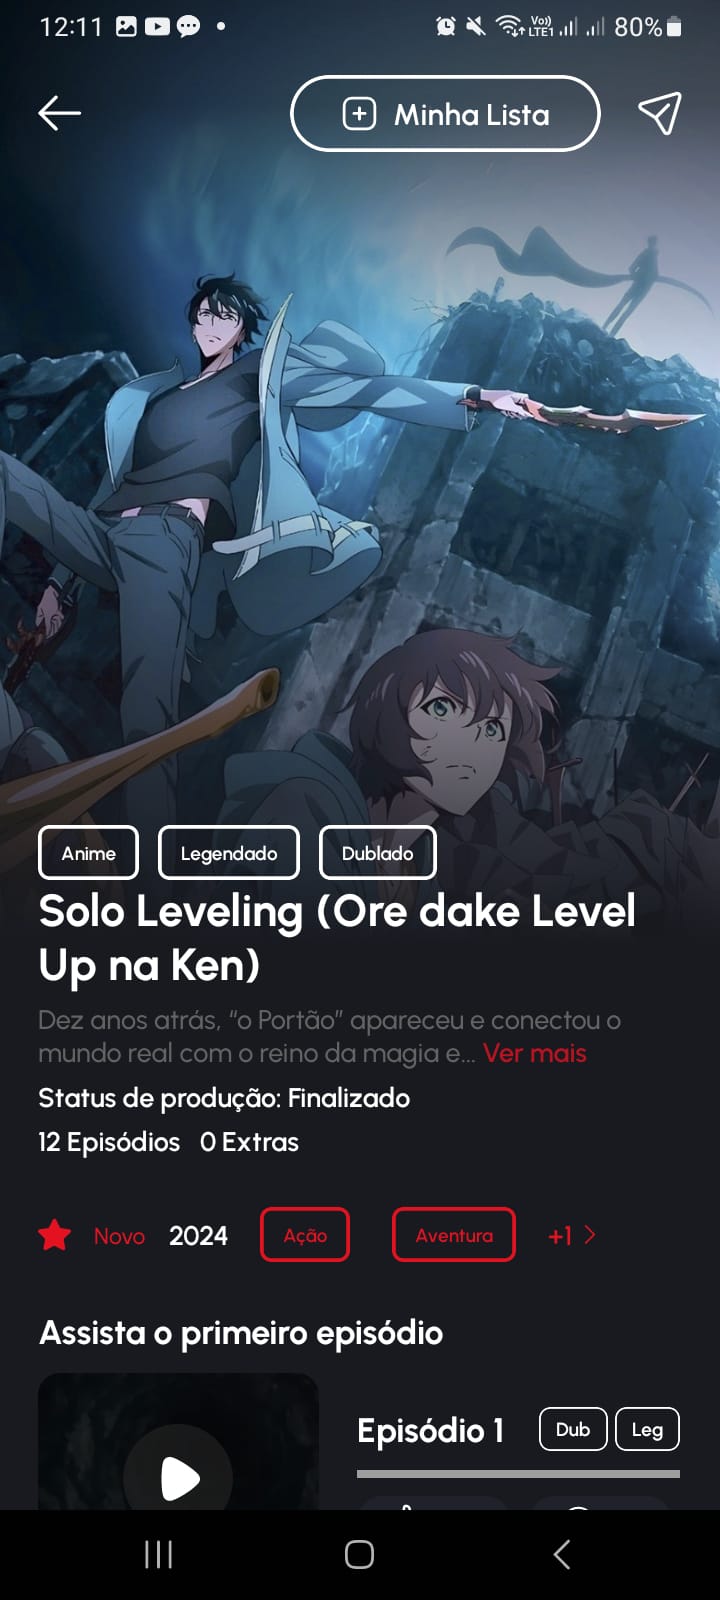 12:11
Vo)) LTE1 80%
Minha Lista
Anime Legendado Dublado
Solo Leveling (Ore dake Level
Up na Ken)
Dez anos atrás, “o Portão” apareceu e conectou o
mundo real com o reino da magia e... Ver mais
Status de produção: Finalizado
12 Episódios 0 Extras
Novo 2024 Ação Aventura +1
Assista o primeiro episódio
Episódio 1 Dub Leg